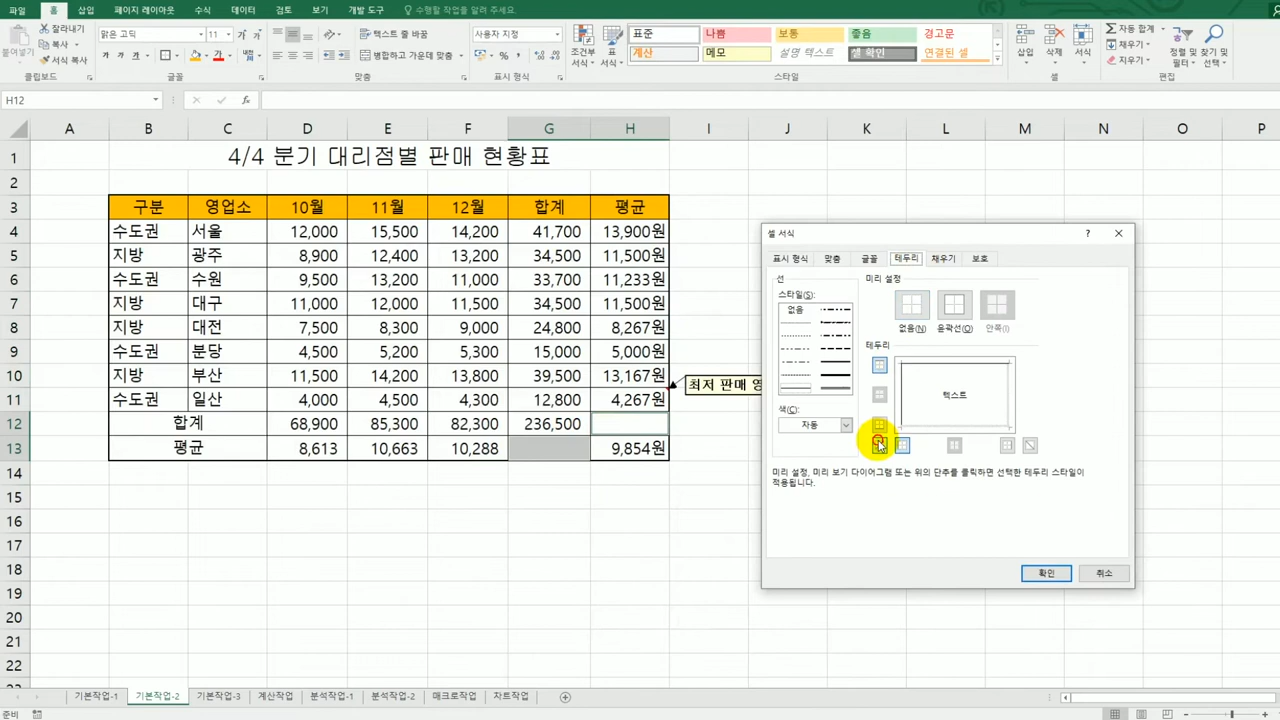 파일 홈 삽입 페이지 레이아웃 수식 데이터 검토 보기 개발 도구 수행할 작업을 알려 주세요.
잘라내기 맑은 고딕 11 가 가 텍스트 줄 바꿈 사용자 지정 표준 나쁨 보통 좋음 경고문 자동 합계
붙여넣기 복사 조건부 서식 표 서식 삽입 삭제 서식 채우기 정렬 및 필터 찾기 및 선택
서식 복사 가 가 가 병합하고 가운데 맞춤 % 계산 메모 설명 텍스트 셀 확인 연결된 셀 지우기
클립보드 글꼴 맞춤 표시 형식 스타일 셀 편집
H12 fx
A B C D E F G H I J K L M N O P
1 4/4 분기 대리점별 판매 현황표
2
3 구분 영업소 10월 11월 12월 합계 평균
4 수도권 서울 12,000 15,500 14,200 41,700 13,900원
5 지방 광주 8,900 12,400 13,200 34,500 11,500원
6 수도권 수원 9,500 13,200 11,000 33,700 11,233원
7 지방 대구 11,000 12,000 11,500 34,500 11,500원
8 지방 대전 7,500 8,300 9,000 24,800 8,267원
9 수도권 분당 4,500 5,200 5,300 15,000 5,000원
10 지방 부산 11,500 14,200 13,800 39,500 13,167원
최저 판매 영
11 수도권 일산 4,000 4,500 4,300 12,800 4,267원
12 합계 68,900 85,300 82,300 236,500
13 평균 8,613 10,663 10,288 9,854원
14
15
16
17
18
19
20
21
22
23
셀 서식 ?
표시 형식 맞춤 글꼴 테두리 채우기 보호
선 미리 설정
스타일(S):
없음
없음(N) 윤곽선(O) 안쪽(I)
테두리
텍스트
색(C):
자동
미리 설정, 미리 보기 다이어그램 또는 위의 단추를 클릭하면 선택한 테두리 스타일이
적용됩니다.
확인 취소
기본작업-1 기본작업-2 기본작업-3 계산작업 분석작업-1 분석작업-2 매크로작업 차트작업
준비